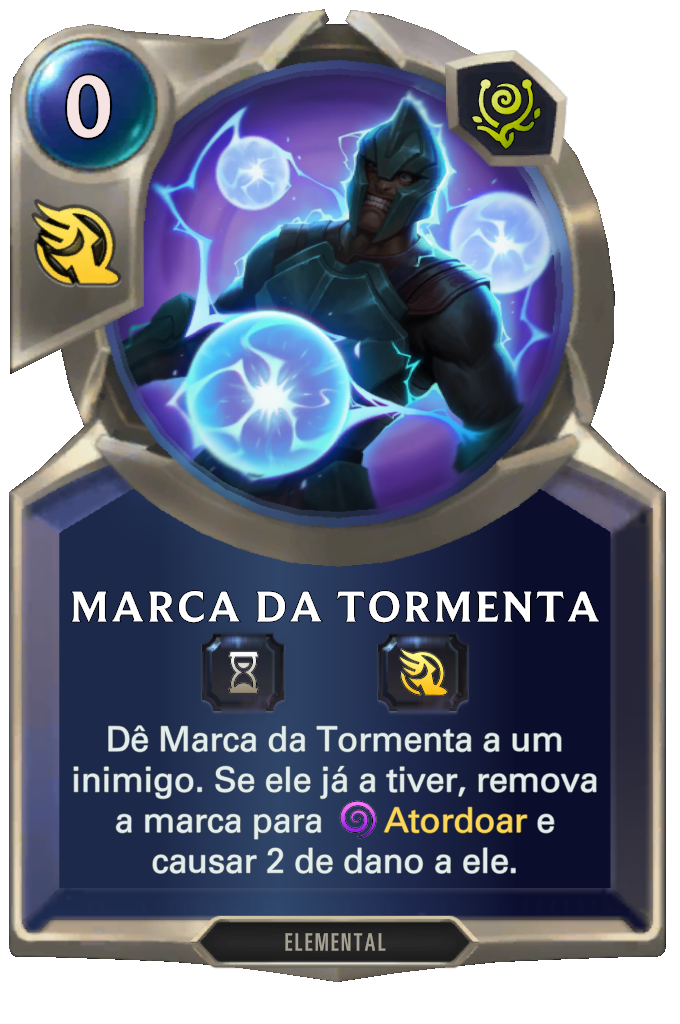 0
MARCA DA TORMENTA
Dê Marca da Tormenta a um
inimigo. Se ele já a tiver, remova
a marca para Atordoar e
causar 2 de dano a ele.
ELEMENTAL